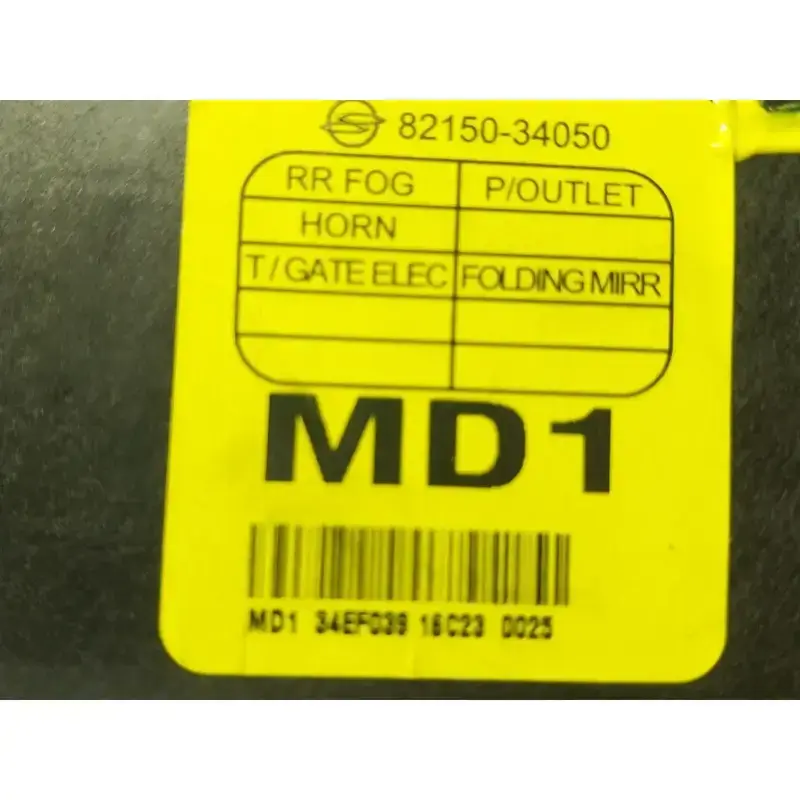 82150-34050
RR FOG P/OUTLET
HORN
T/GATE ELEC FOLDING MIRR
MD1
MD1 34EF039 16C23 0025